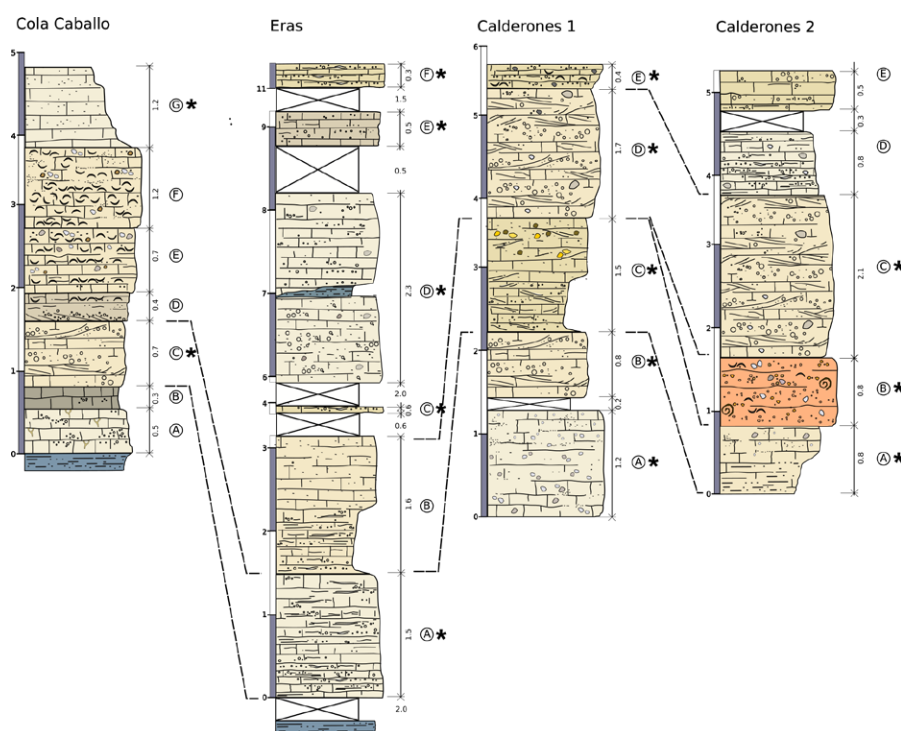 Cola Caballo
Eras
Calderones 1
Calderones 2
5
4
3
2
1
0
1.2
G *
1.2
F
0.7
E
0.4
D
0.7
C *
0.3
B
0.5
A
11
9
8
7
6
4
3
2
1
0
0.3
F *
1.5
0.5
E *
0.5
2.3
D *
2.0
0.6
C *
0.6
1.6
B
1.5
A *
2.0
6
5
4
3
2
1
0
0.4
E *
1.7
D *
1.5
C *
0.8
B *
0.2
1.2
A *
5
4
3
2
1
0
0.5
E
0.3
0.8
D
2.1
C *
0.8
B *
0.8
A *